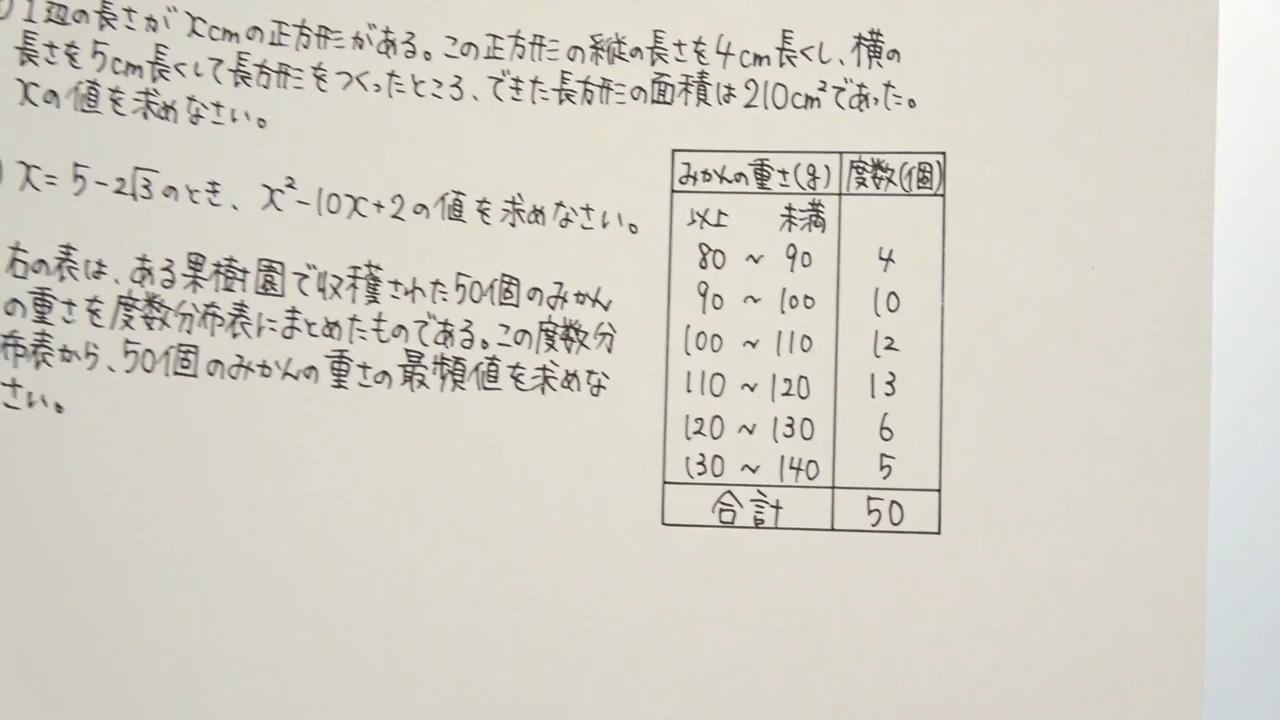 1辺の長さがxcmの正方形がある。この正方形の縦の長さを4cm長くし、横の
長さを5cm長くして長方形をつくったところ、できた長方形の面積は210cm²であった。
xの値を求めなさい。
x=5-2√3のとき、x²-10x+2の値を求めなさい。
右の表は、ある果樹園で収穫された50個のみかん
の重さを度数分布表にまとめたものである。この度数分
布表から、50個のみかんの重さの最頻値を求めな
さい。
みかんの重さ(g) 度数(個)
以上 未満
80 ~ 90 4
90 ~ 100 10
100 ~ 110 12
110 ~ 120 13
120 ~ 130 6
130 ~ 140 5
合計 50